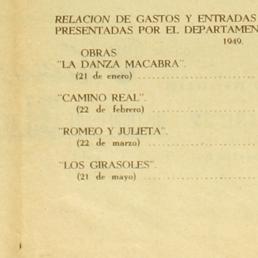 RELACION DE GASTOS Y ENTRADAS
PRESENTADAS POR EL DEPARTAMEN
1949.
OBRAS
"LA DANZA MACABRA".
(21 de enero) ....................
"CAMINO REAL".
(22 de febrero) ..................
"ROMEO Y JULIETA".
(22 de marzo) ...................
"LOS GIRASOLES".
(21 de mayo) ....................